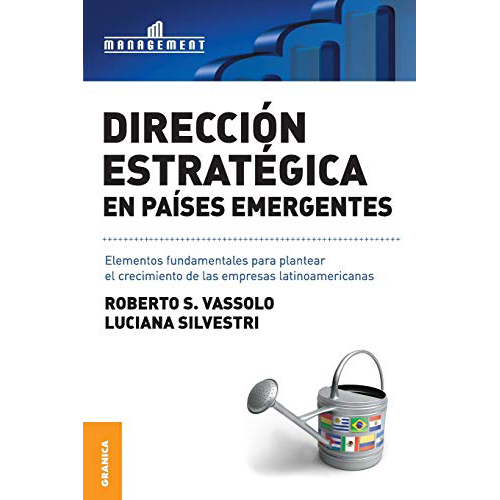 MANAGEMENT
DIRECCIÓN
ESTRATÉGICA
EN PAÍSES EMERGENTES
Elementos fundamentales para plantear
el crecimiento de las empresas latinoamericanas
ROBERTO S. VASSOLO
LUCIANA SILVESTRI
GRANICA